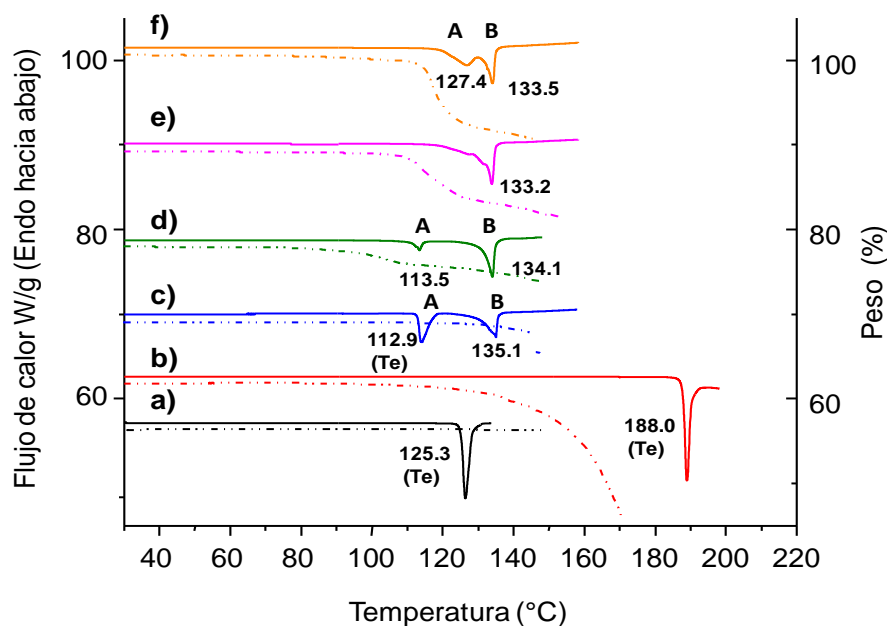 Flujo de calor W/g (Endo hacia abajo)
100
80
60
f)
A B
127.4
133.5
e)
133.2
d)
A B
113.5
134.1
c)
A B
112.9
(Te)
135.1
b)
188.0
(Te)
a)
125.3
(Te)
100
80
60
Peso (%)
40 60 80 100 120 140 160 180 200 220
Temperatura (°C)